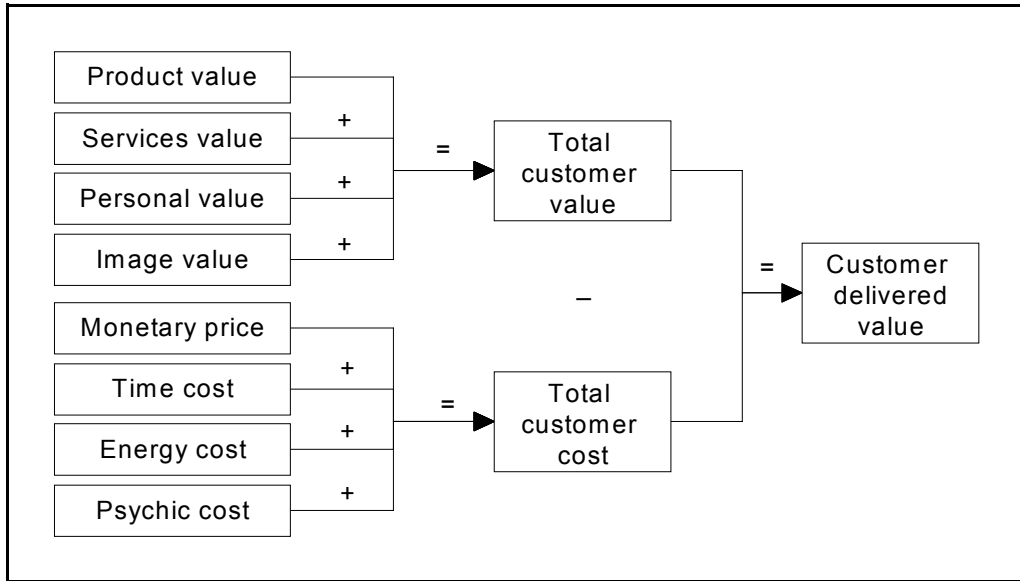 Product value
+
Services value
+
Personal value
+
Image value
=
Total
customer
value
Monetary price
+
Time cost
+
Energy cost
+
Psychic cost
=
Total
customer
cost
–
=
Customer
delivered
value